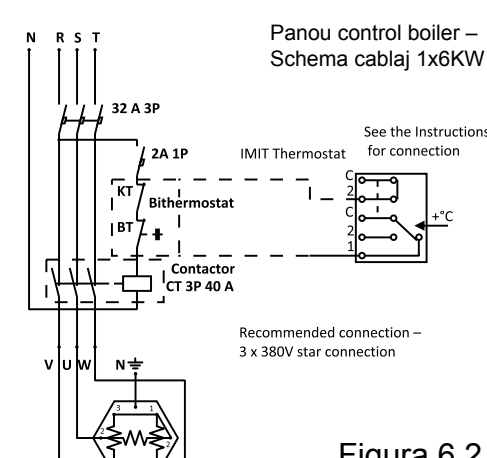 Panou control boiler –
Schema cablaj 1x6KW
N R S T
32 A 3P
2A 1P
IMIT Thermostat
See the Instructions
for connection
KT
Bithermostat
BT
C
2
C
2
1
+°C
Contactor
CT 3P 40 A
Recommended connection –
3 x 380V star connection
V U W N
3 1
2 2
Figura 6.2